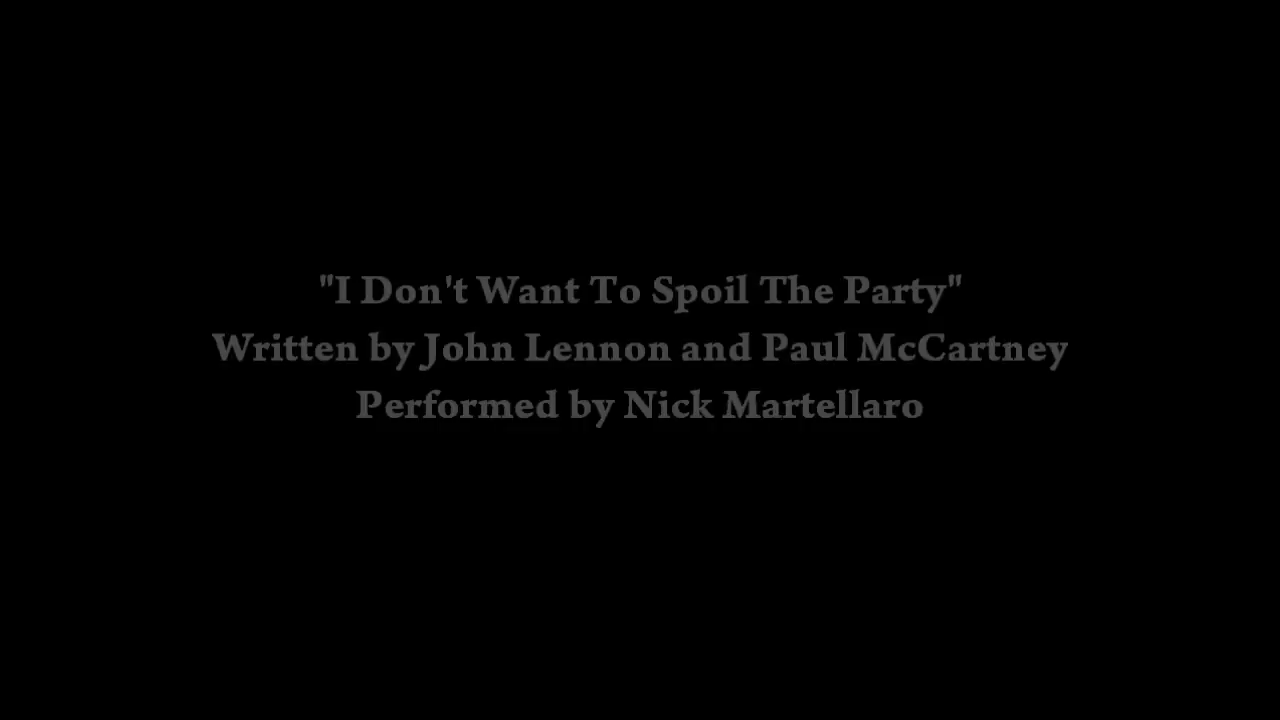 "I Don't Want To Spoil The Party"
Written by John Lennon and Paul McCartney
Performed by Nick Martellaro